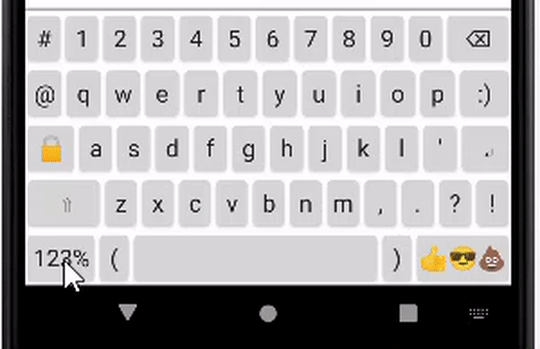 # 1 2 3 4 5 6 7 8 9 0
@ q w e r t y u i o p :)
a s d f g h j k l '
z x c v b n m , . ? !
123% ( )